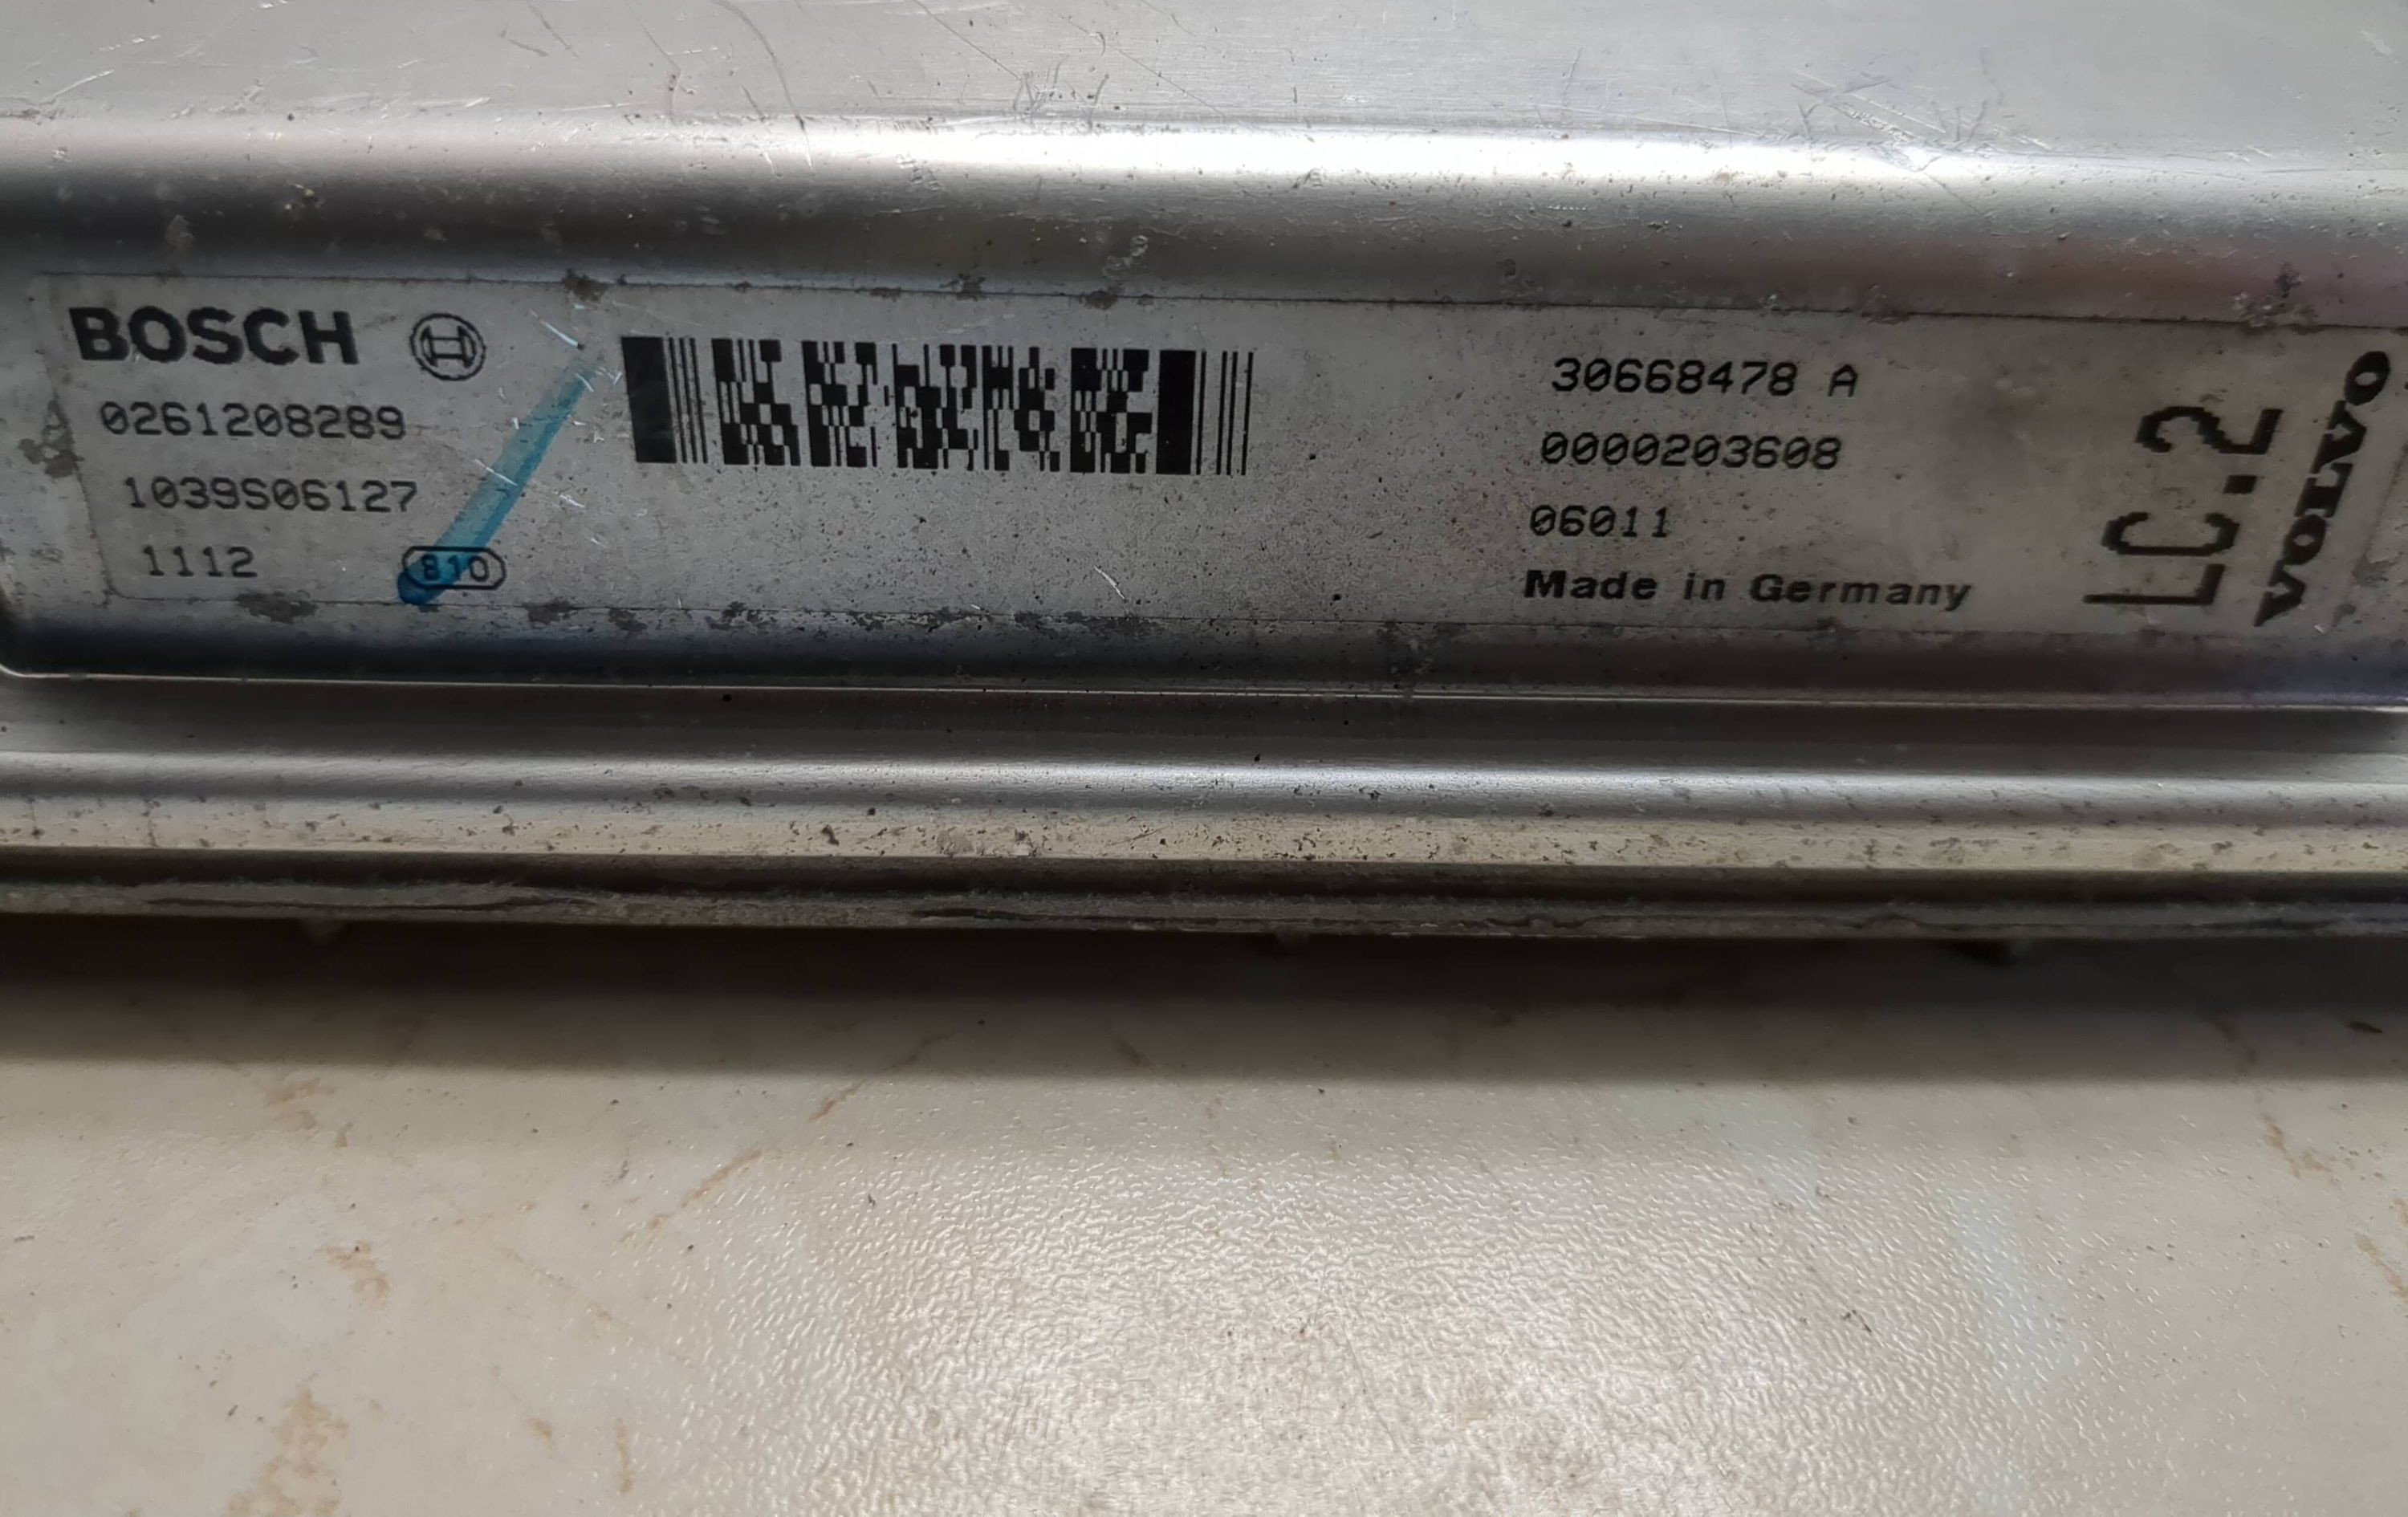 BOSCH
0261208289
1039S06127
1112
810
30668478 A
0000203608
06011
Made in Germany
LC.2
VOLVO